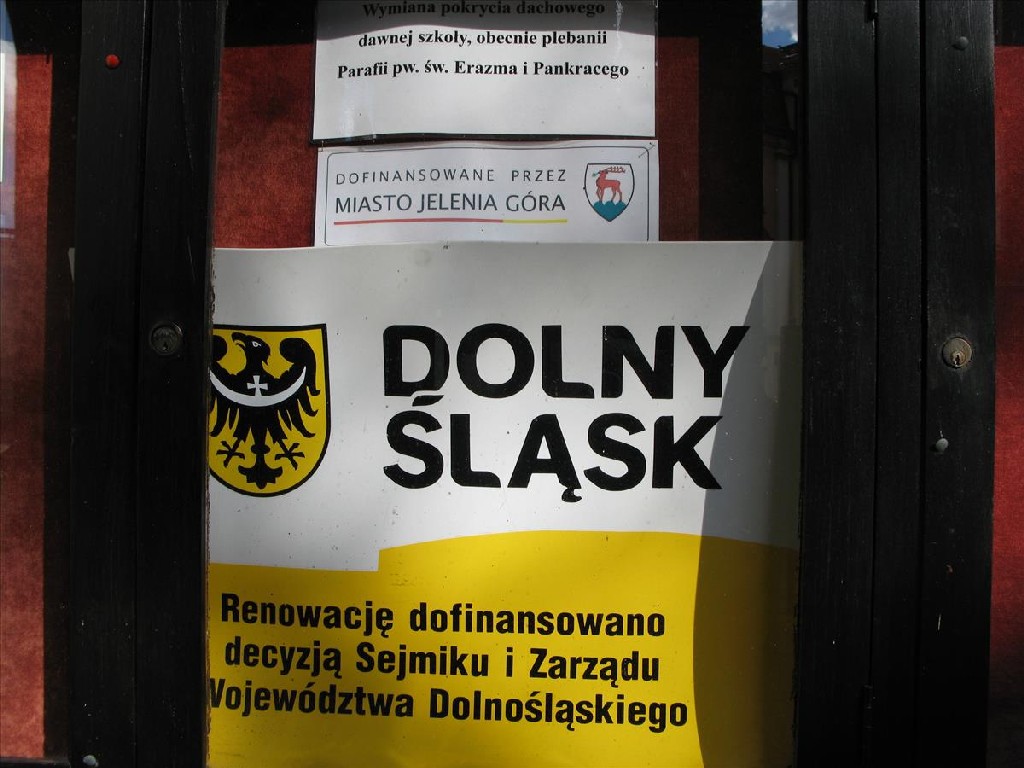 Wymiana pokrycia dachowego
dawnej szkoły, obecnie plebanii
Parafii pw. św. Erazma i Pankracego
DOFINANSOWANE PRZEZ
MIASTO JELENIA GÓRA
DOLNY
ŚLĄSK
Renowację dofinansowano
decyzją Sejmiku i Zarządu
Województwa Dolnośląskiego